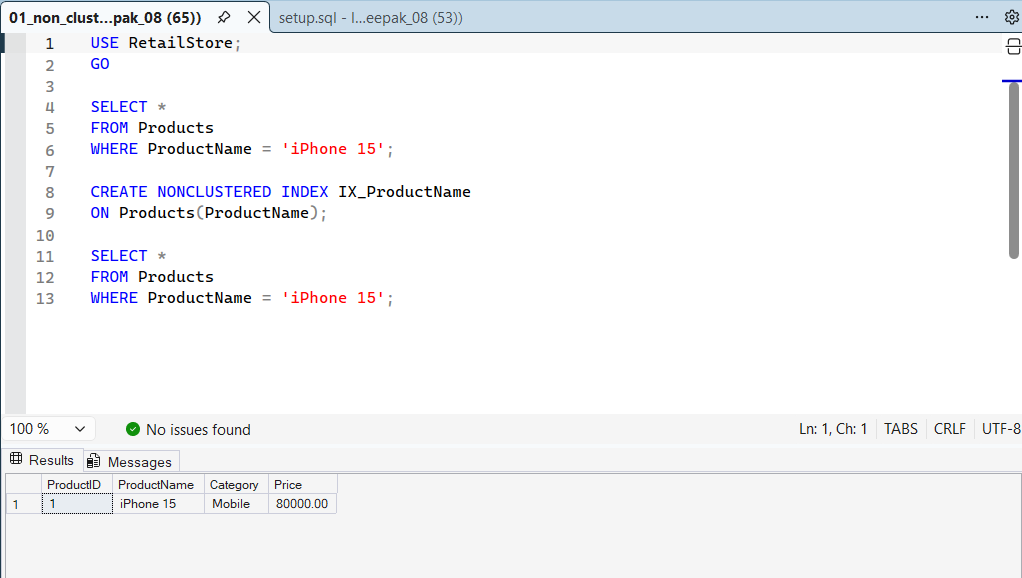 01_non_clust...pak_08 (65))
setup.sql - l...eepak_08 (53))
1 USE RetailStore;
2 GO
3
4 SELECT *
5 FROM Products
6 WHERE ProductName = 'iPhone 15';
7
8 CREATE NONCLUSTERED INDEX IX_ProductName
9 ON Products(ProductName);
10
11 SELECT *
12 FROM Products
13 WHERE ProductName = 'iPhone 15';
100 %
No issues found
Ln: 1, Ch: 1
TABS
CRLF
UTF-8
Results
Messages
ProductID ProductName Category Price
1 1 iPhone 15 Mobile 80000.00